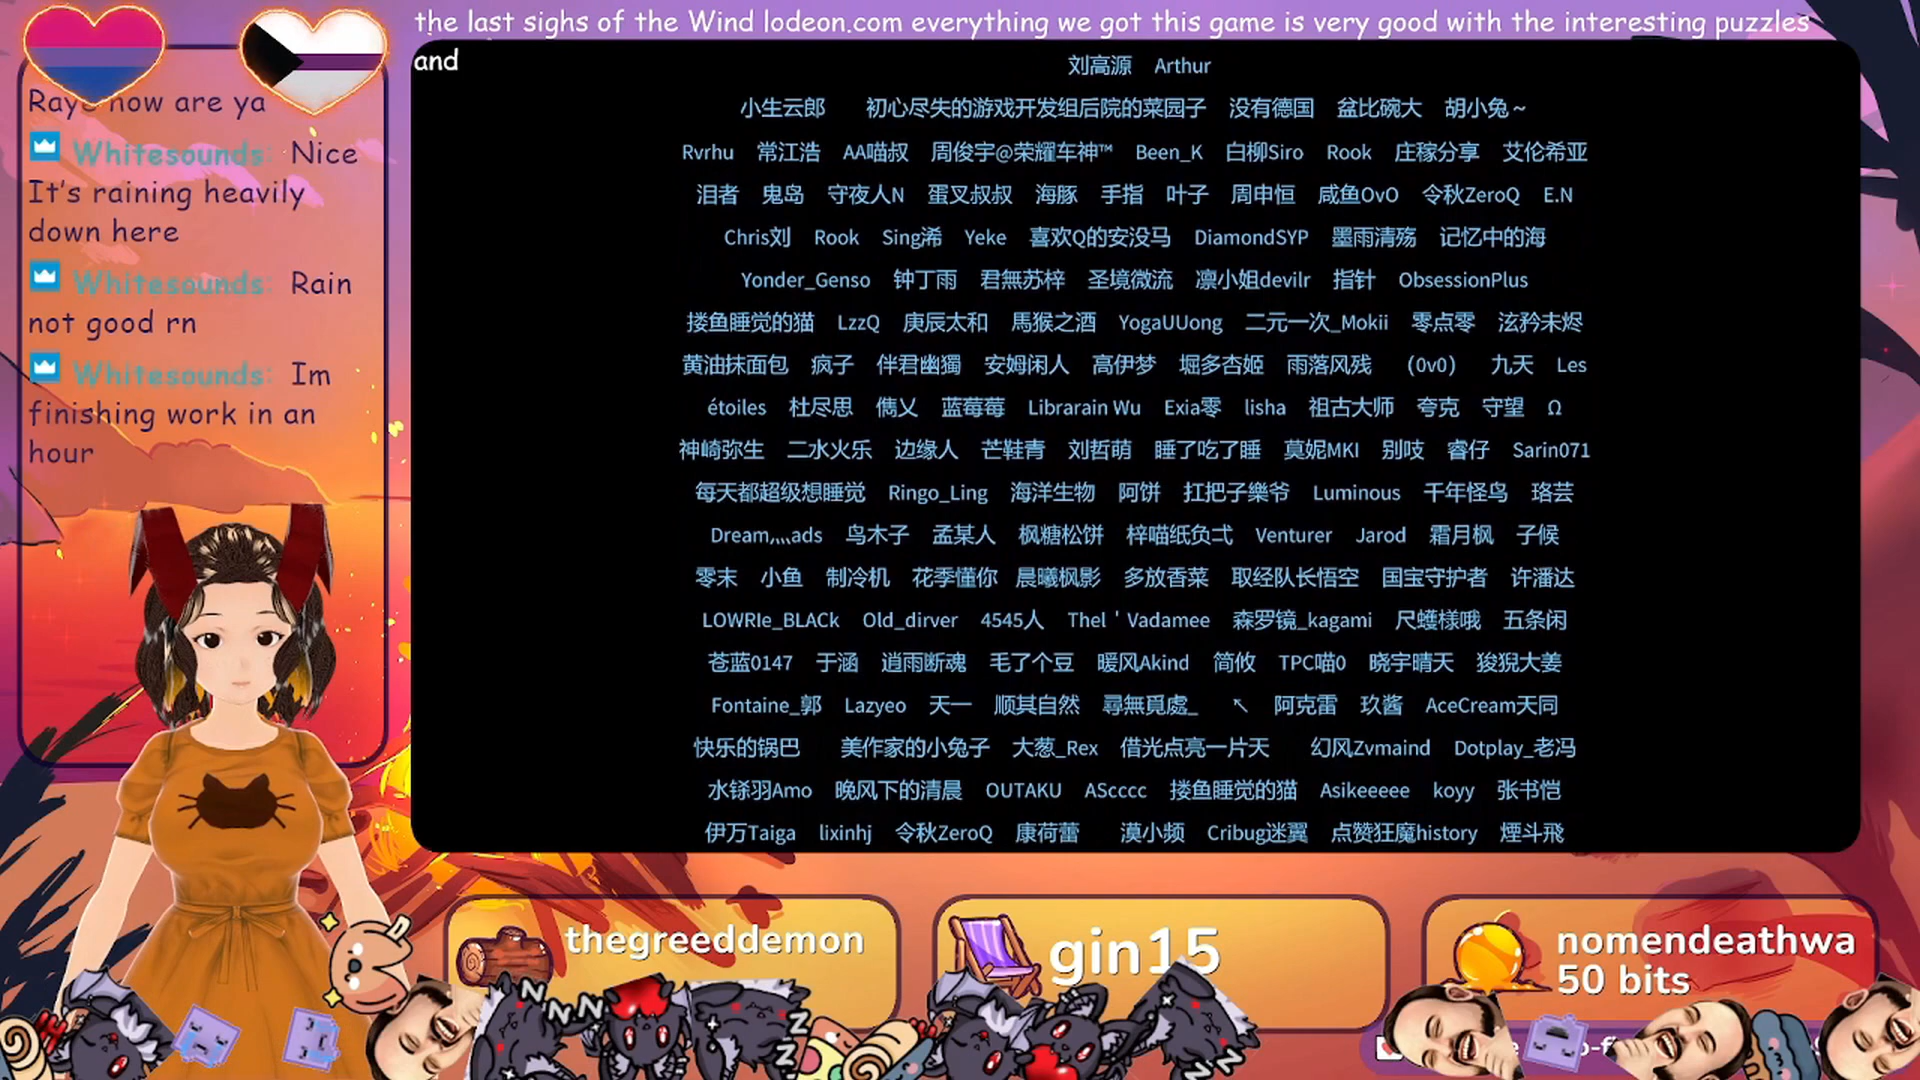 the last sighs of the Wind lodeon.com everything we got this game is very good with the interesting puzzles
and
Raye how are ya
Whitesounds: Nice
It's raining heavily
down here
Whitesounds: Rain
not good rn
Whitesounds: Im
finishing work in an
hour
刘高源 Arthur
小生云郎 初心尽失的游戏开发组后院的菜园子 没有德国 盆比碗大 胡小兔~
Rvrhu 常江浩 AA喵叔 周俊宇@荣耀车神™ Been_K 白柳Siro Rook 庄稼分享 艾伦希亚
泪者 鬼岛 守夜人N 蛋叉叔叔 海豚 手指 叶子 周申恒 咸鱼OvO 令秋ZeroQ E.N
Chris刘 Rook Sing浠 Yeke 喜欢Q的安没马 DiamondSYP 墨雨清殇 记忆中的海
Yonder_Genso 钟丁雨 君無苏梓 圣境微流 凛小姐devilr 指针 ObsessionPlus
搂鱼睡觉的猫 LzzQ 庚辰太和 馬猴之酒 YogaUUong 二元一次_Mokii 零点零 泫矜未烬
黄油抹面包 疯子 伴君幽獨 安姆闲人 高伊梦 堀多杏姬 雨落风残 (0v0) 九天 Les
étoiles 杜尽思 儁乂 蓝莓莓 Librarain Wu Exia零 lisha 祖古大师 夸克 守望 Ω
神崎弥生 二水火乐 边缘人 芒鞋青 刘哲萌 睡了吃了睡 莫妮MKI 别吱 睿仔 Sarin071
每天都超级想睡觉 Ringo_Ling 海洋生物 阿饼 扛把子樂爷 Luminous 千年怪鸟 珞芸
Dream灬ads 鸟木子 孟某人 枫糖松饼 梓喵纸负弍 Venturer Jarod 霜月枫 子候
零末 小鱼 制冷机 花季懂你 晨曦枫影 多放香菜 取经队长悟空 国宝守护者 许潘达
LOWRIe_BLACk Old_dirver 4545人 Thel ' Vadamee 森罗镜_kagami 尺蠖様哦 五条闲
苍蓝0147 于涵 逍雨断魂 毛了个豆 暖风Akind 简攸 TPC喵0 晓宇晴天 狻猊大姜
Fontaine_郭 Lazyeo 天一 顺其自然 尋無覓處_ ↖ 阿克雷 玖酱 AceCream天同
快乐的锅巴 美作家的小兔子 大葱_Rex 借光点亮一片天 幻风Zvmaind Dotplay_老冯
水铩羽Amo 晚风下的清晨 OUTAKU AScccc 搂鱼睡觉的猫 Asikeeeee koyy 张书恺
伊万Taiga lixinhj 令秋ZeroQ 康荷蕾 漠小频 Cribug迷翼 点赞狂魔history 煙斗飛
thegreeddemon
gin15
nomendeathwa
50 bits